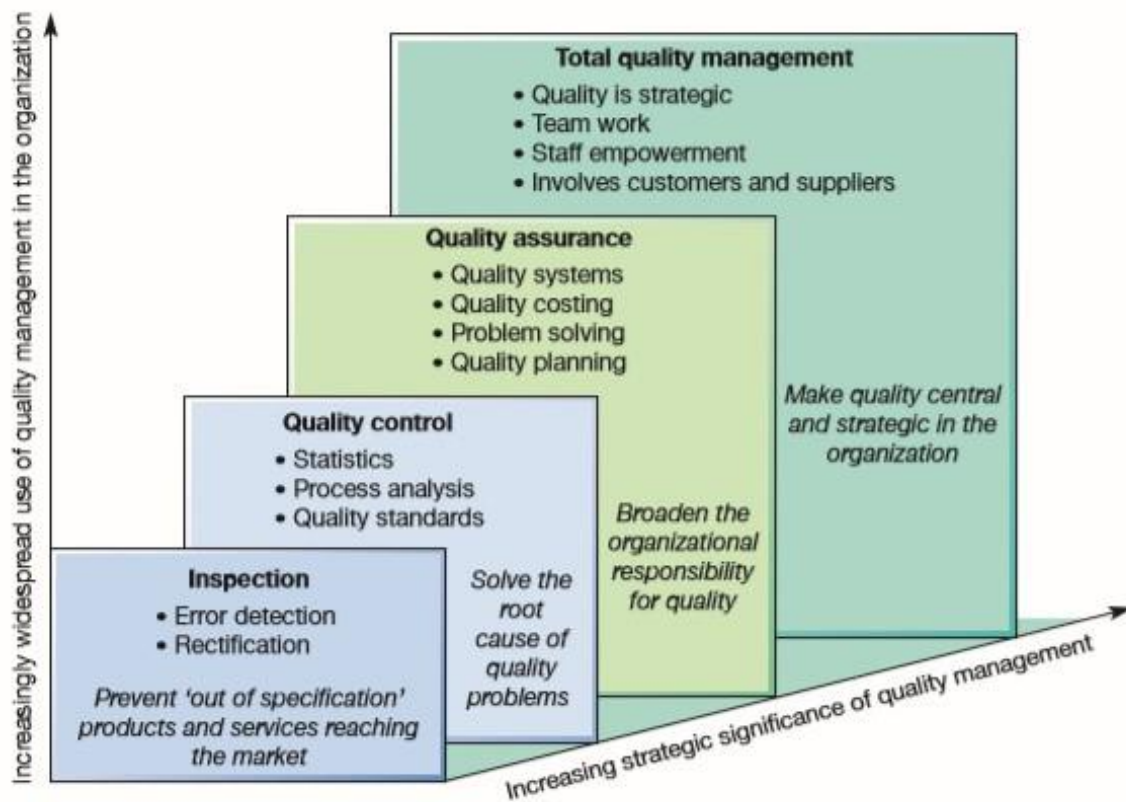 Increasingly widespread use of quality management in the organization
Total quality management
• Quality is strategic
• Team work
• Staff empowerment
• Involves customers and suppliers
Make quality central
and strategic in the
organization
Quality assurance
• Quality systems
• Quality costing
• Problem solving
• Quality planning
Broaden the
organizational
responsibility
for quality
Quality control
• Statistics
• Process analysis
• Quality standards
Solve the
root
cause of
quality
problems
Inspection
• Error detection
• Rectification
Prevent ‘out of specification’
products and services reaching
the market
Increasing strategic significance of quality management